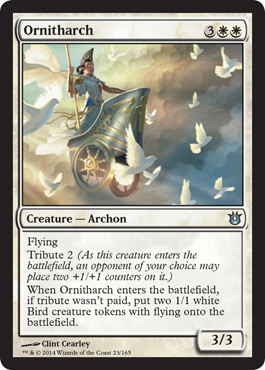 Ornitharch 3
Creature — Archon
Flying
Tribute 2 (As this creature enters the
battlefield, an opponent of your choice may
place two +1/+1 counters on it.)
When Ornitharch enters the battlefield,
if tribute wasn't paid, put two 1/1 white
Bird creature tokens with flying onto the
battlefield.
3/3
Clint Cearley
™ & © 2014 Wizards of the Coast 23/165